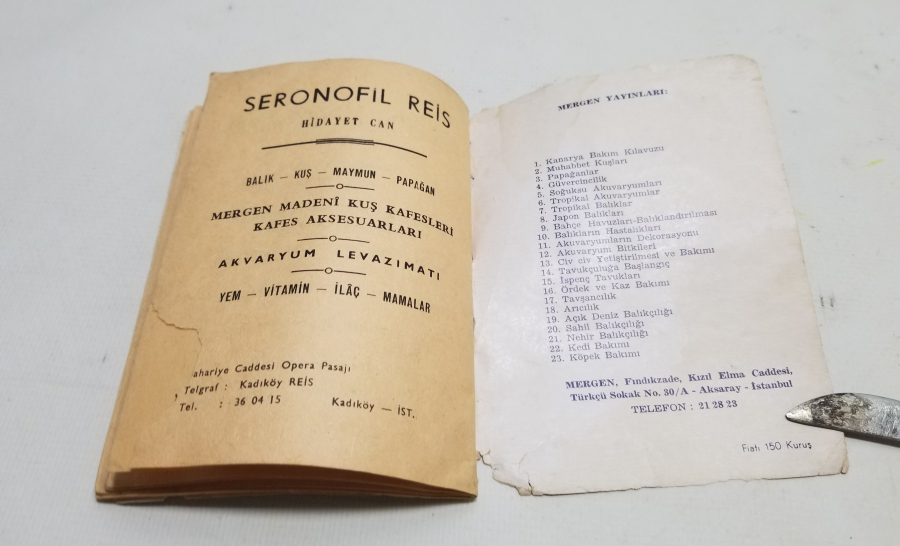 SERONOFİL REİS
HİDAYET CAN
BALIK — KUŞ — MAYMUN — PAPAĞAN
MERGEN MADENÎ KUŞ KAFESLERİ
KAFES AKSESUARLARI
AKVARYUM LEVAZIMATI
YEM — VİTAMİN — İLÂÇ — MAMALAR
ahariye Caddesi Opera Pasajı
Telgraf : Kadıköy REİS
Tel. : 36 04 15 Kadıköy — İST.
MERGEN YAYINLARI:
1. Kanarya Bakım Kılavuzu
2. Muhabbet Kuşları
3. Papağanlar
4. Güvercincilik
5. Soğuksu Akuvaryumları
6. Tropikal Akuvaryumlar
7. Tropikal Balıklar
8. Japon Balıkları
9. Bahçe Havuzları-Balıklandırılması
10. Balıkların Hastalıkları
11. Akuvaryumların Dekorasyonu
12. Akuvaryum Bitkileri
13. Civ civ Yetiştirilmesi ve Bakımı
14. Tavukçuluğa Başlangıç
15. İspenç Tavukları
16. Ördek ve Kaz Bakımı
17. Tavşancılık
18. Arıcılık
19. Açık Deniz Balıkçılığı
20. Sahil Balıkçılığı
21. Nehir Balıkçılığı
22. Kedi Bakımı
23. Köpek Bakımı
MERGEN, Fındıkzade, Kızıl Elma Caddesi,
Türkçü Sokak No. 30/A - Aksaray - İstanbul
TELEFON : 21 28 23
Fiatı 150 Kuruş